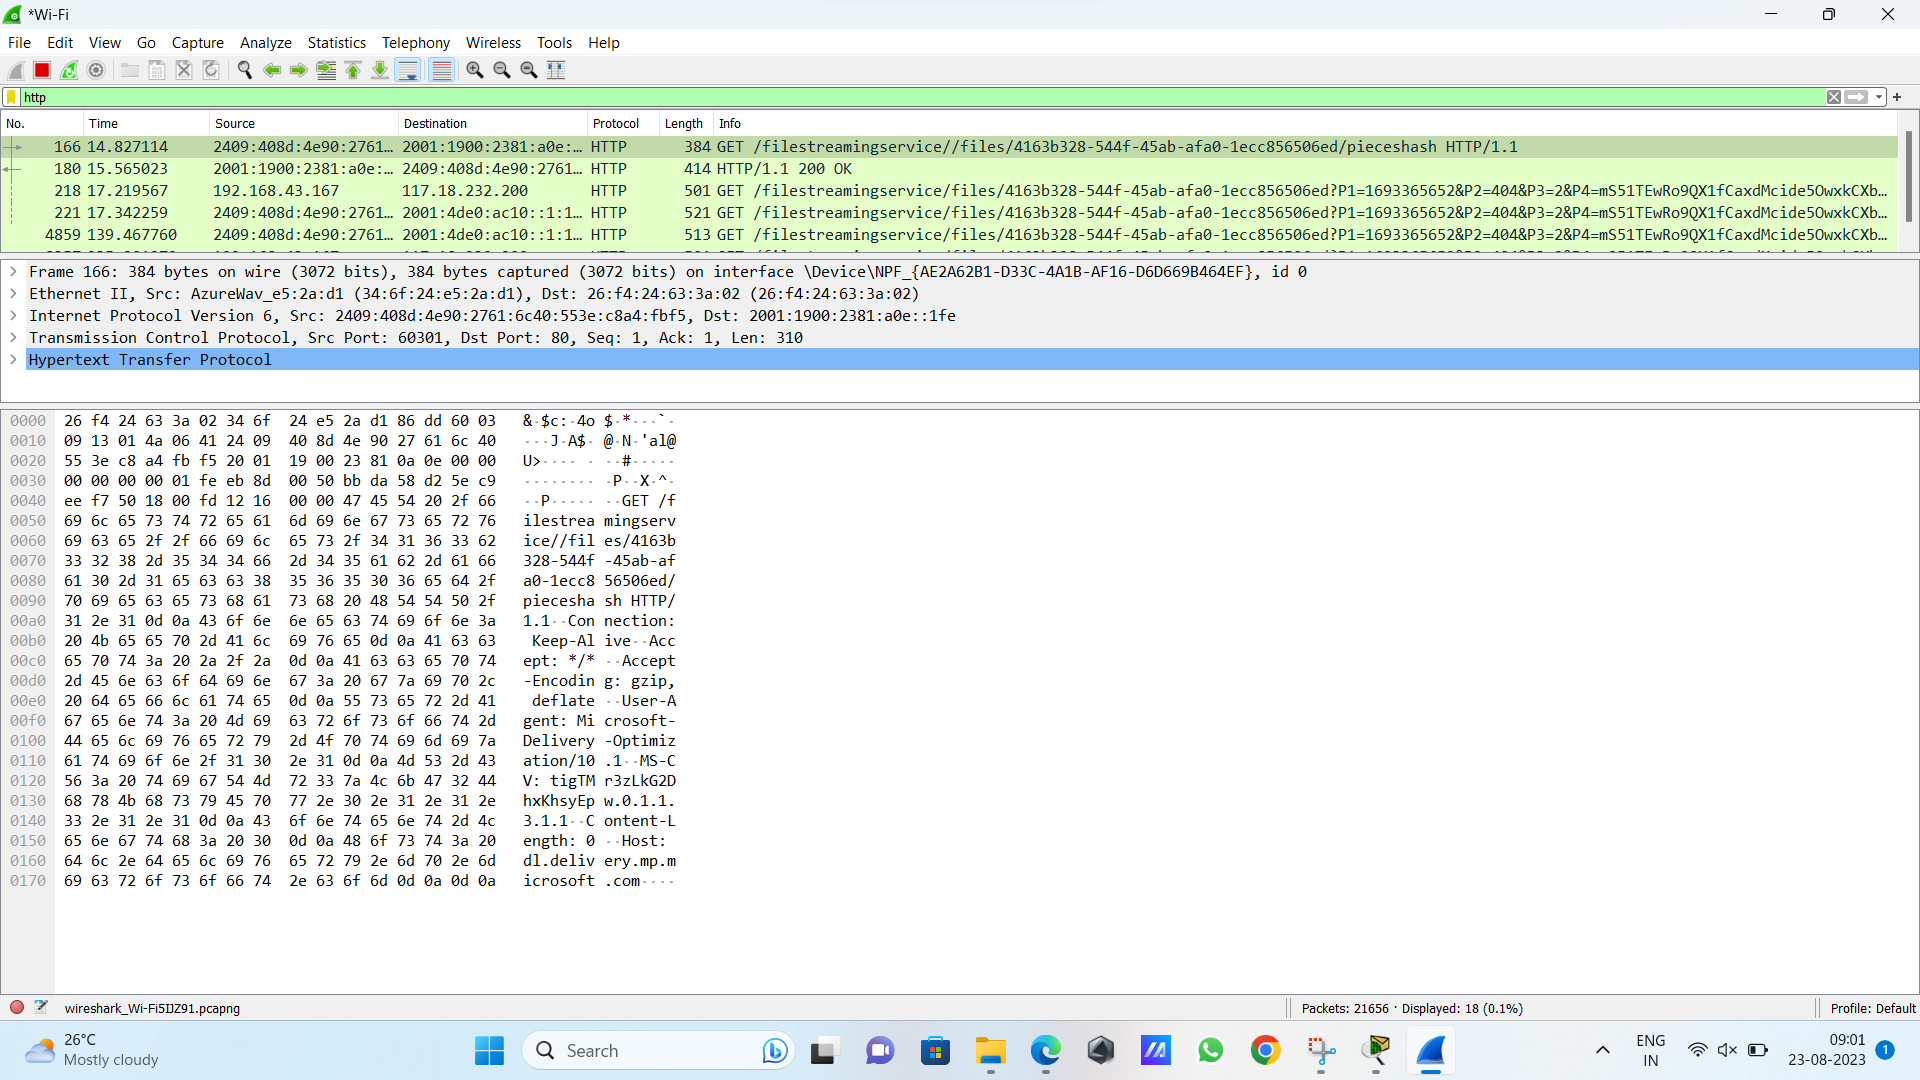 *Wi-Fi
File Edit View Go Capture Analyze Statistics Telephony Wireless Tools Help
http
No. Time Source Destination Protocol Length Info
166 14.827114 2409:408d:4e90:2761… 2001:1900:2381:a0e:… HTTP 384 GET /filestreamingservice//files/4163b328-544f-45ab-afa0-1ecc856506ed/pieceshash HTTP/1.1
180 15.565023 2001:1900:2381:a0e:… 2409:408d:4e90:2761… HTTP 414 HTTP/1.1 200 OK
218 17.219567 192.168.43.167 117.18.232.200 HTTP 501 GET /filestreamingservice/files/4163b328-544f-45ab-afa0-1ecc856506ed?P1=1693365652&P2=404&P3=2&P4=mS51TEwRo9QX1fCaxdMcide5OwxkCXb…
221 17.342259 2409:408d:4e90:2761… 2001:4de0:ac10::1:1… HTTP 521 GET /filestreamingservice/files/4163b328-544f-45ab-afa0-1ecc856506ed?P1=1693365652&P2=404&P3=2&P4=mS51TEwRo9QX1fCaxdMcide5OwxkCXb…
4859 139.467760 2409:408d:4e90:2761… 2001:4de0:ac10::1:1… HTTP 513 GET /filestreamingservice/files/4163b328-544f-45ab-afa0-1ecc856506ed?P1=1693365652&P2=404&P3=2&P4=mS51TEwRo9QX1fCaxdMcide5OwxkCXb…
Frame 166: 384 bytes on wire (3072 bits), 384 bytes captured (3072 bits) on interface \Device\NPF_{AE2A62B1-D33C-4A1B-AF16-D6D669B464EF}, id 0
Ethernet II, Src: AzureWav_e5:2a:d1 (34:6f:24:e5:2a:d1), Dst: 26:f4:24:63:3a:02 (26:f4:24:63:3a:02)
Internet Protocol Version 6, Src: 2409:408d:4e90:2761:6c40:553e:c8a4:fbf5, Dst: 2001:1900:2381:a0e::1fe
Transmission Control Protocol, Src Port: 60301, Dst Port: 80, Seq: 1, Ack: 1, Len: 310
Hypertext Transfer Protocol
0000 26 f4 24 63 3a 02 34 6f 24 e5 2a d1 86 dd 60 03 &·$c:·4o $·*···`·
0010 09 13 01 4a 06 41 24 09 40 8d 4e 90 27 61 6c 40 ···J·A$· @·N·'al@
0020 55 3e c8 a4 fb f5 20 01 19 00 23 81 0a 0e 00 00 U>···· · ··#·····
0030 00 00 00 00 01 fe eb 8d 00 50 bb da 58 d2 5e c9 ········ ·P··X·^·
0040 ee f7 50 18 00 fd 12 16 00 00 47 45 54 20 2f 66 ··P····· ··GET /f
0050 69 6c 65 73 74 72 65 61 6d 69 6e 67 73 65 72 76 ilestrea mingserv
0060 69 63 65 2f 2f 66 69 6c 65 73 2f 34 31 36 33 62 ice//fil es/4163b
0070 33 32 38 2d 35 34 34 66 2d 34 35 61 62 2d 61 66 328-544f -45ab-af
0080 61 30 2d 31 65 63 63 38 35 36 35 30 36 65 64 2f a0-1ecc8 56506ed/
0090 70 69 65 63 65 73 68 61 73 68 20 48 54 54 50 2f piecesha sh HTTP/
00a0 31 2e 31 0d 0a 43 6f 6e 6e 65 63 74 69 6f 6e 3a 1.1··Con nection:
00b0 20 4b 65 65 70 2d 41 6c 69 76 65 0d 0a 41 63 63 Keep-Al ive··Acc
00c0 65 70 74 3a 20 2a 2f 2a 0d 0a 41 63 63 65 70 74 ept: */* ··Accept
00d0 2d 45 6e 63 6f 64 69 6e 67 3a 20 67 7a 69 70 2c -Encodin g: gzip,
00e0 20 64 65 66 6c 61 74 65 0d 0a 55 73 65 72 2d 41 deflate ··User-A
00f0 67 65 6e 74 3a 20 4d 69 63 72 6f 73 6f 66 74 2d gent: Mi crosoft-
0100 44 65 6c 69 76 65 72 79 2d 4f 70 74 69 6d 69 7a Delivery -Optimiz
0110 61 74 69 6f 6e 2f 31 30 2e 31 0d 0a 4d 53 2d 43 ation/10 .1··MS-C
0120 56 3a 20 74 69 67 54 4d 72 33 7a 4c 6b 47 32 44 V: tigTM r3zLkG2D
0130 68 78 4b 68 73 79 45 70 77 2e 30 2e 31 2e 31 2e hxKhsyEp w.0.1.1.
0140 33 2e 31 2e 31 0d 0a 43 6f 6e 74 65 6e 74 2d 4c 3.1.1··C ontent-L
0150 65 6e 67 74 68 3a 20 30 0d 0a 48 6f 73 74 3a 20 ength: 0 ··Host:
0160 64 6c 2e 64 65 6c 69 76 65 72 79 2e 6d 70 2e 6d dl.deliv ery.mp.m
0170 69 63 72 6f 73 6f 66 74 2e 63 6f 6d 0d 0a 0d 0a icrosoft .com····
wireshark_Wi-Fi5IJZ91.pcapng Packets: 21656 · Displayed: 18 (0.1%) Profile: Default
26°C
Mostly cloudy
Search
ENG
IN
09:01
23-08-2023
1